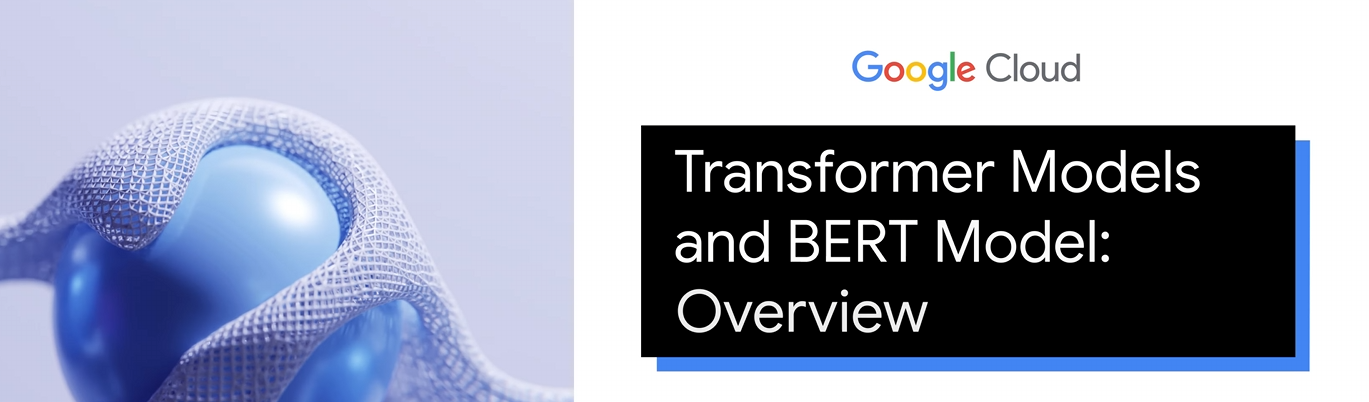 Google Cloud
Transformer Models
and BERT Model:
Overview